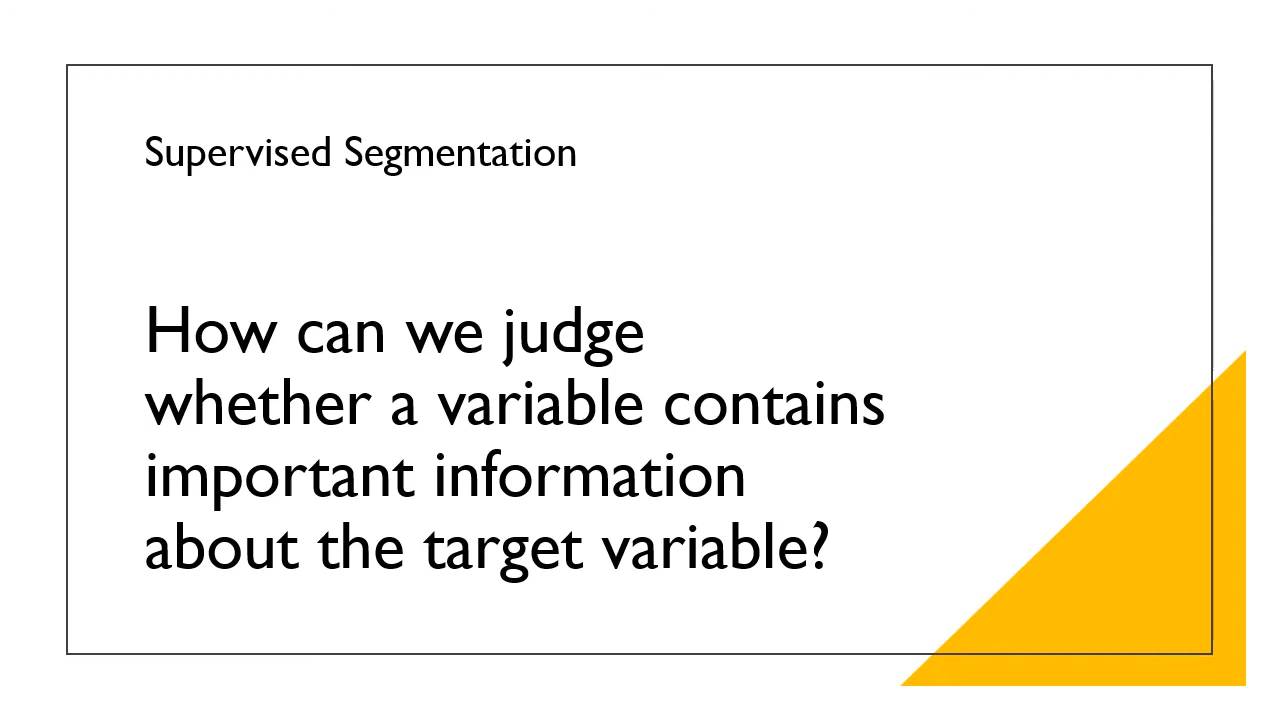 Supervised Segmentation
How can we judge
whether a variable contains
important information
about the target variable?